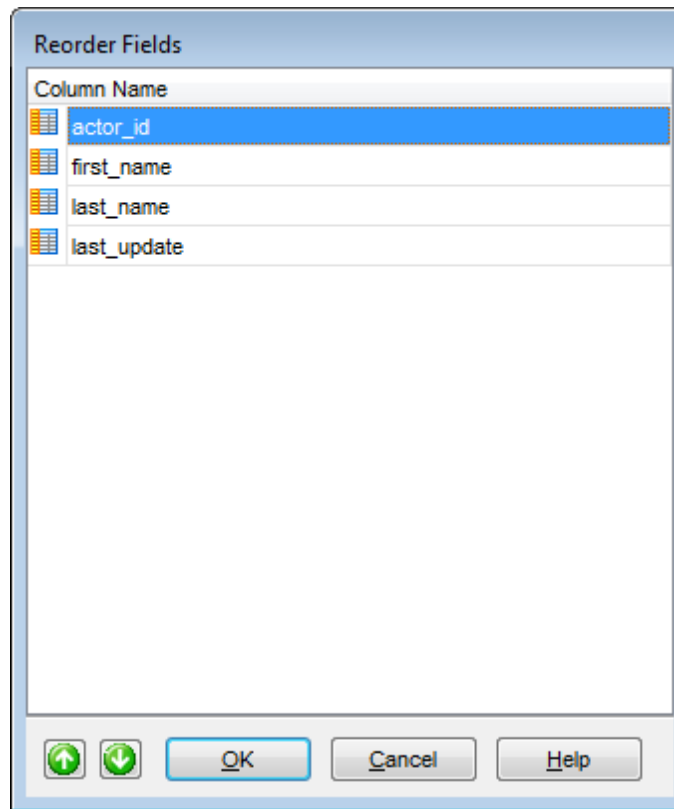 Reorder Fields
Column Name
actor_id
first_name
last_name
last_update
OK Cancel Help